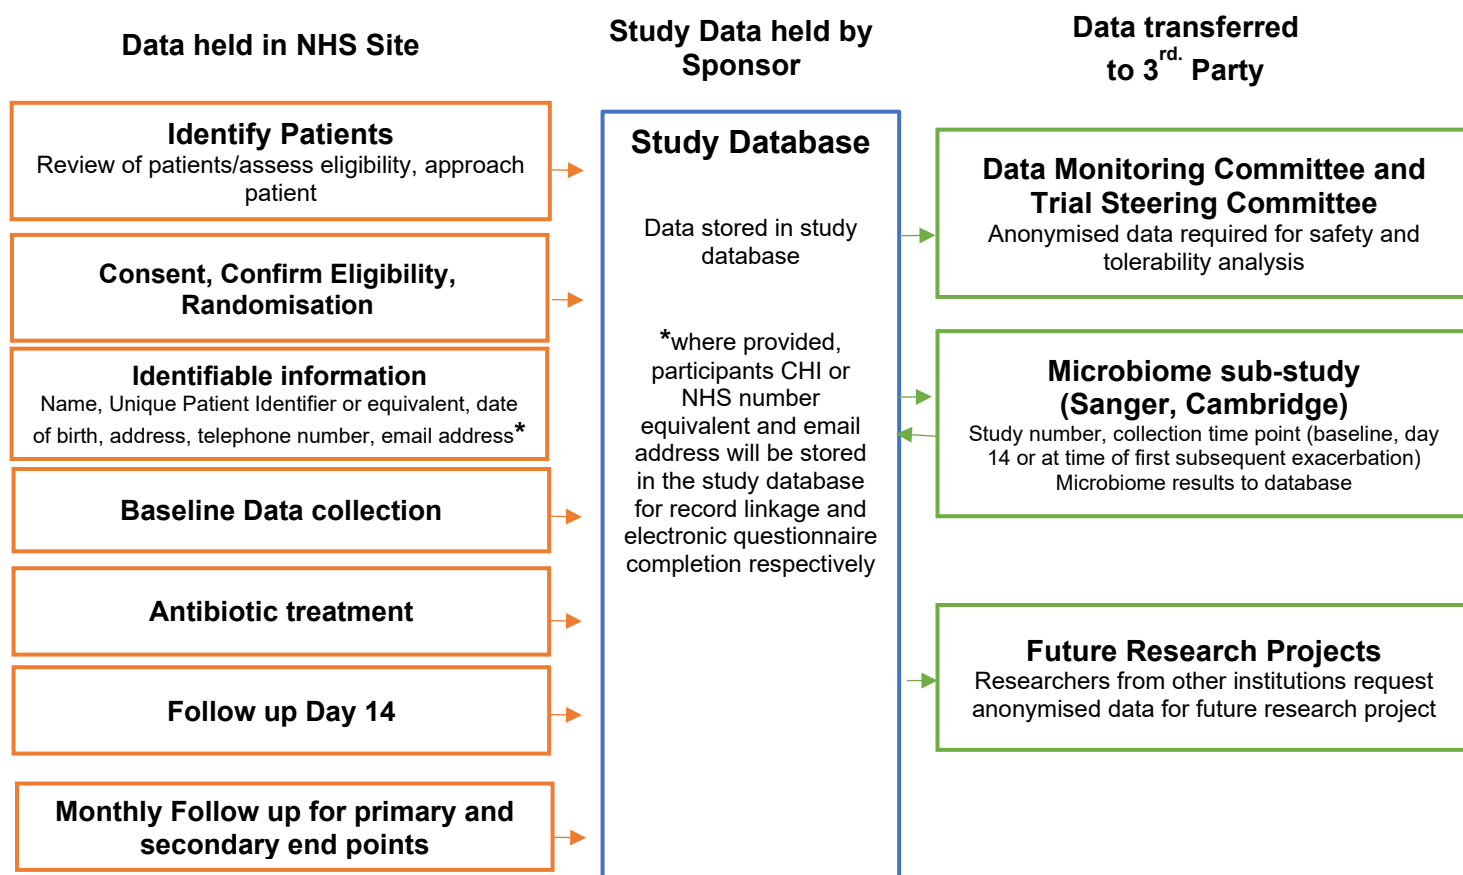 Data held in NHS Site
Identify Patients
Review of patients/assess eligibility, approach
patient
Consent, Confirm Eligibility,
Randomisation
Identifiable information
Name, Unique Patient Identifier or equivalent, date
of birth, address, telephone number, email address*
Baseline Data collection
Antibiotic treatment
Follow up Day 14
Monthly Follow up for primary and
secondary end points
Study Data held by
Sponsor
Study Database
Data stored in study
database
*where provided,
participants CHI or
NHS number
equivalent and email
address will be stored
in the study database
for record linkage and
electronic questionnaire
completion respectively
Data transferred
to 3rd. Party
Data Monitoring Committee and
Trial Steering Committee
Anonymised data required for safety and
tolerability analysis
Microbiome sub-study
(Sanger, Cambridge)
Study number, collection time point (baseline, day
14 or at time of first subsequent exacerbation)
Microbiome results to database
Future Research Projects
Researchers from other institutions request
anonymised data for future research project